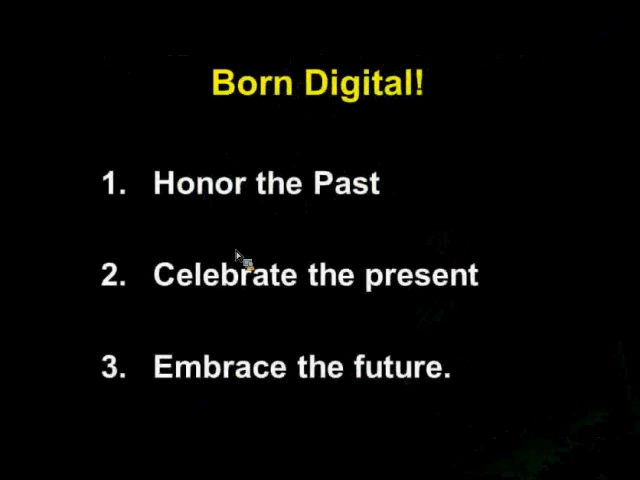 Born Digital!
1. Honor the Past
2. Celebrate the present
3. Embrace the future.